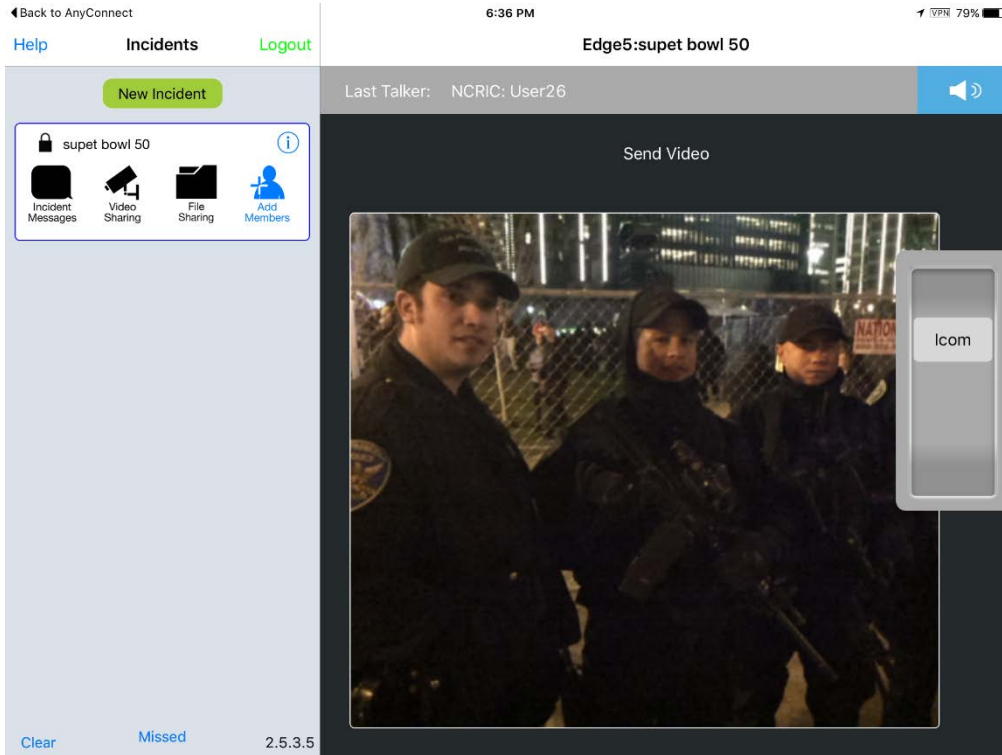 Back to AnyConnect
6:36 PM
VPN 79%
Help
Incidents
Logout
Edge5:supet bowl 50
New Incident
Last Talker: NCRIC: User26
supet bowl 50
Incident
Messages
Video
Sharing
File
Sharing
Add
Members
Send Video
NATION
Icom
Clear
Missed
2.5.3.5